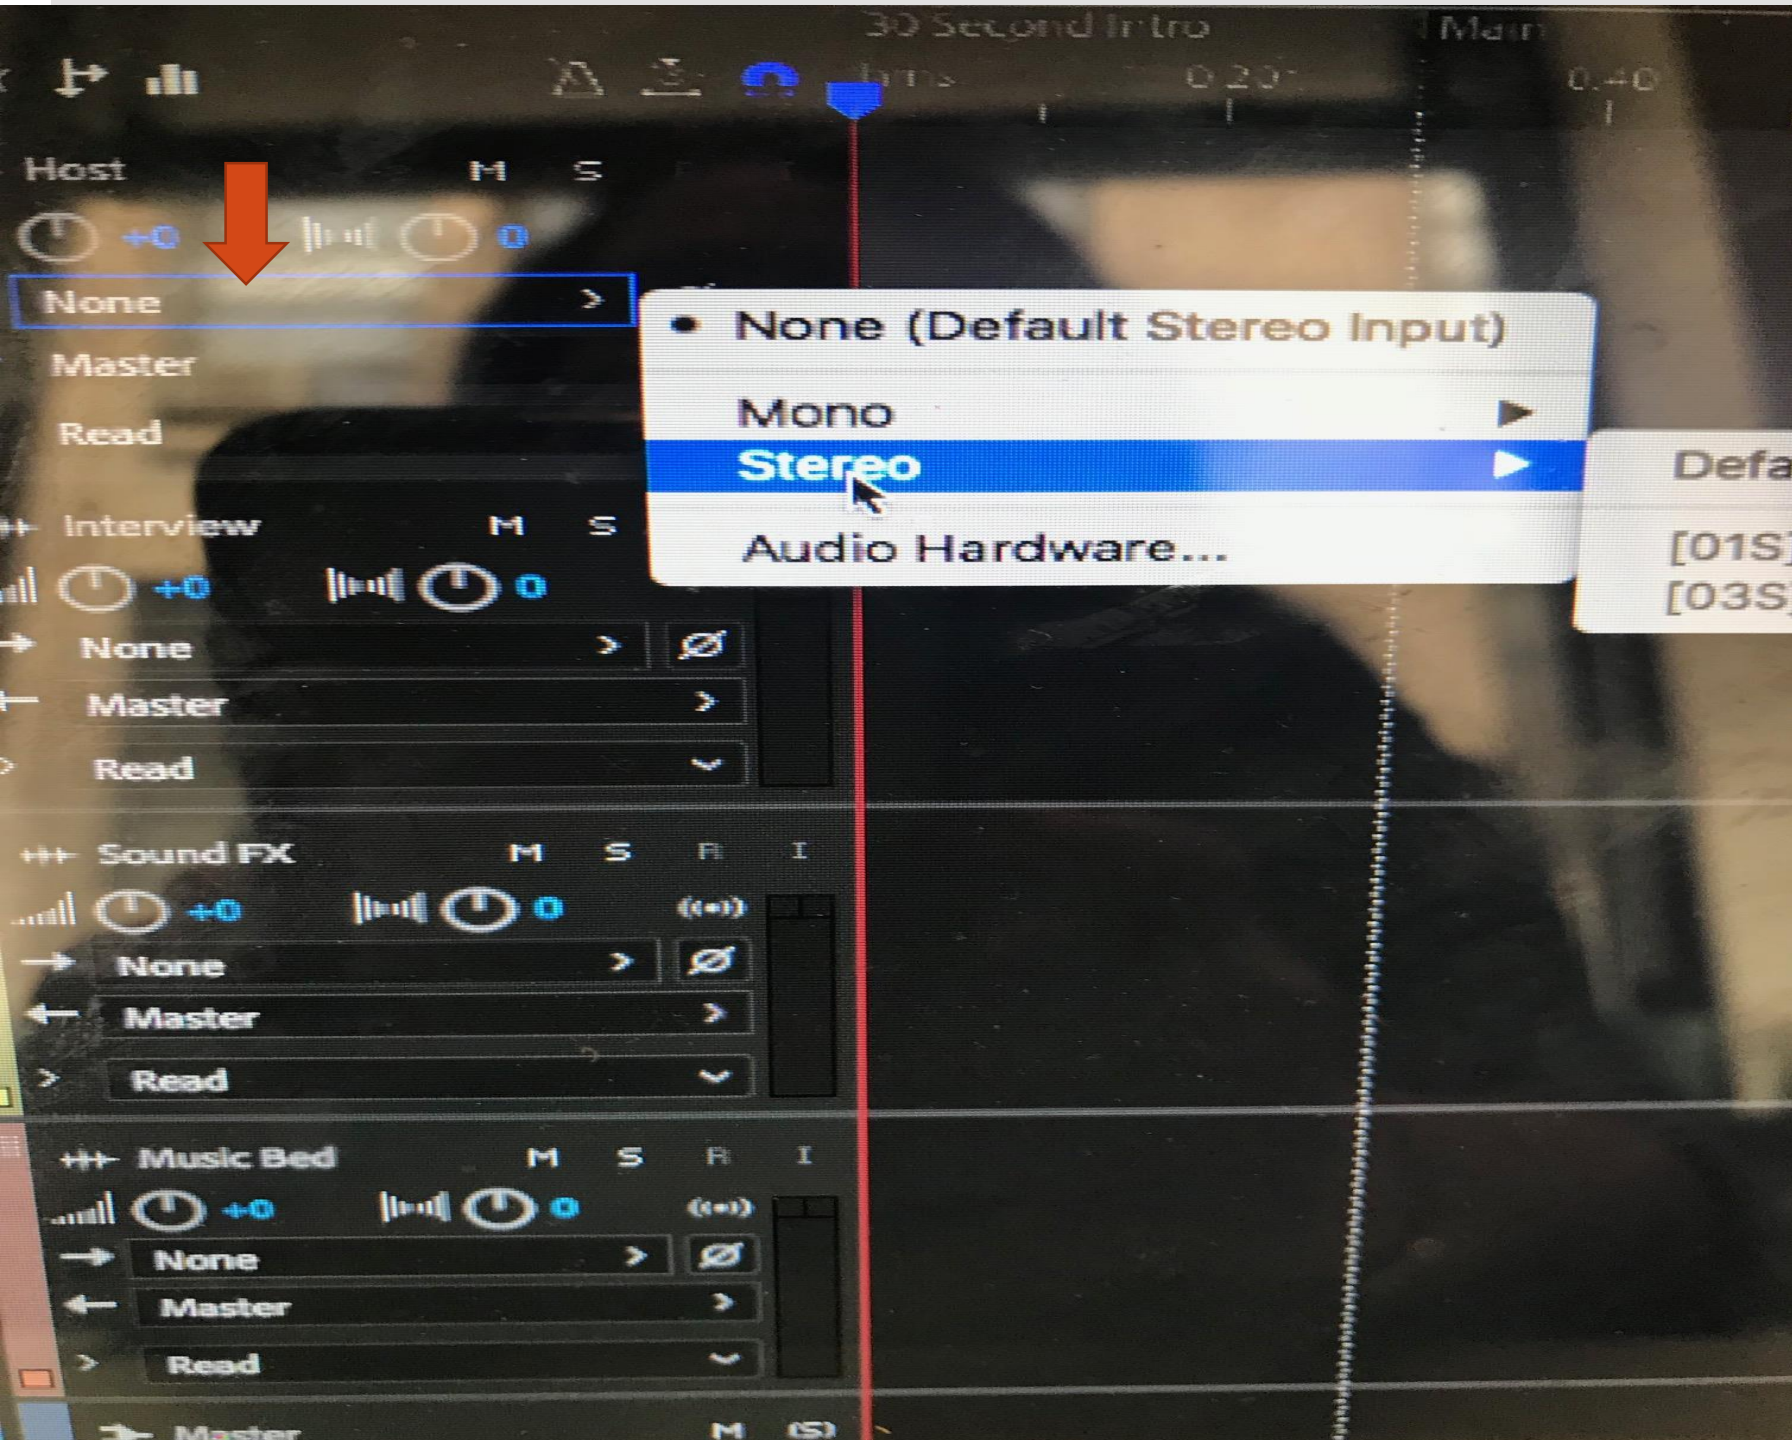 30 Second Intro
Main
hms
0:20
0:40
Host
M S
+0 0
None
None (Default Stereo Input)
Master
Mono
Read
Stereo
Defa
Interview M S
Audio Hardware...
[01S]
+0 0
[03S]
None
Master
Read
Sound FX M S R I
+0 0
None
Master
Read
Music Bed M S R I
+0 0
None
Master
Read
Master M (S)